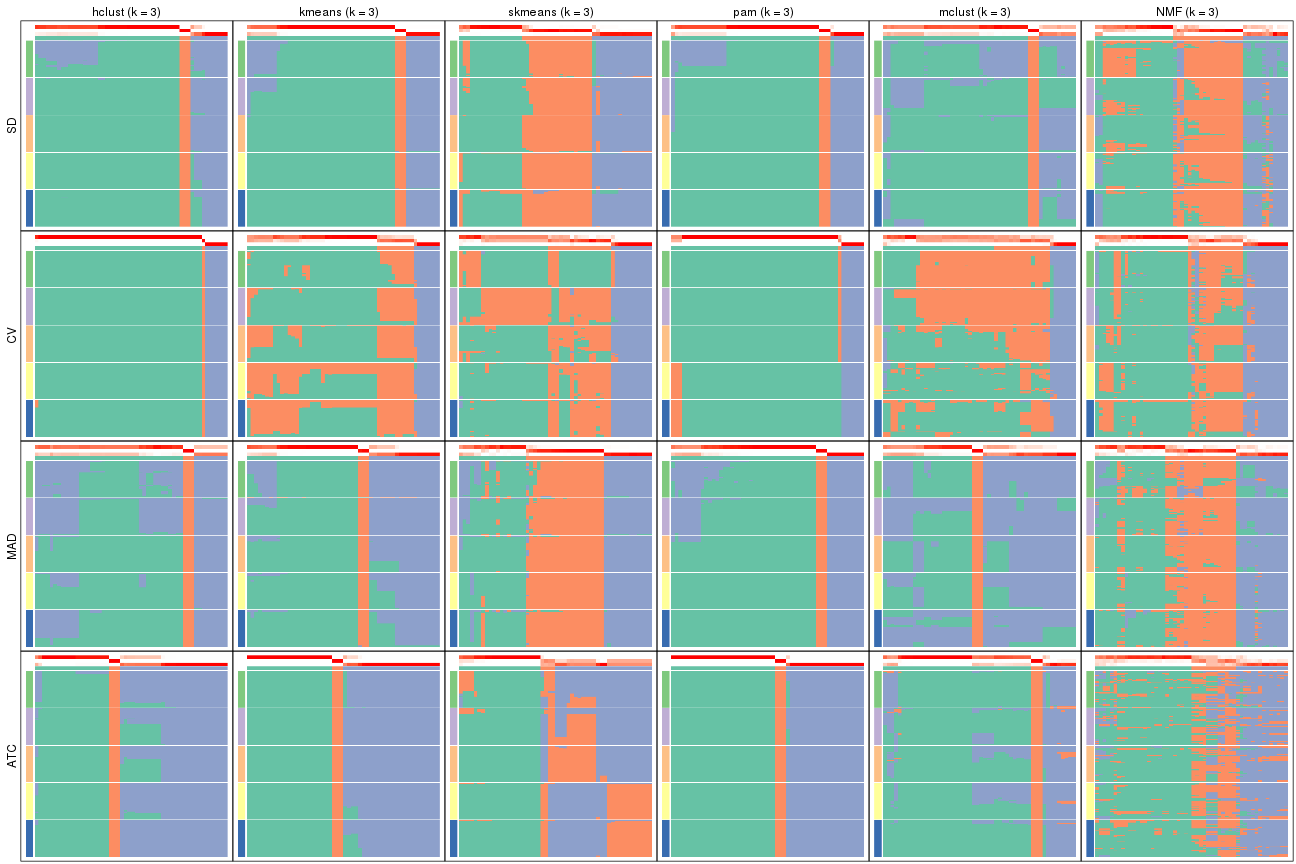 hclust (k = 3)
kmeans (k = 3)
skmeans (k = 3)
pam (k = 3)
mclust (k = 3)
NMF (k = 3)
SD
CV
MAD
ATC